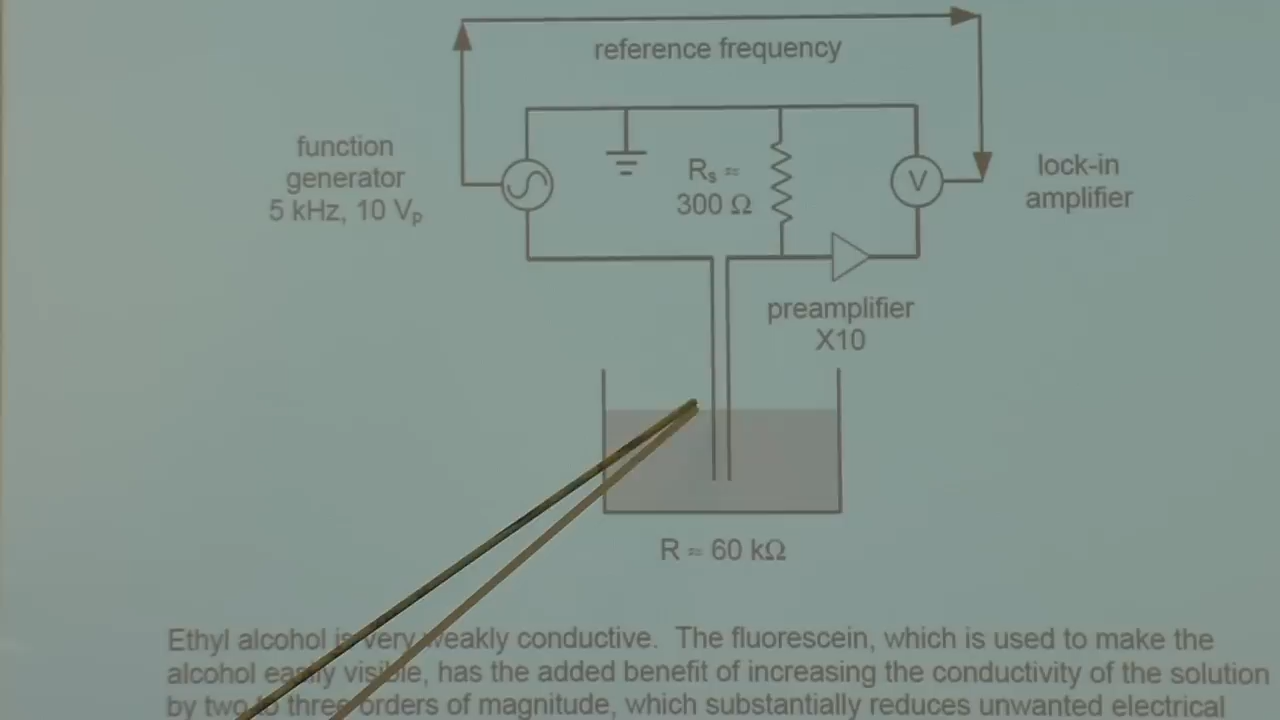 reference frequency
function
generator
5 kHz, 10 Vp
Rs ≈
300 Ω
V
lock-in
amplifier
preamplifier
X10
R ≈ 60 kΩ
Ethyl alcohol is very weakly conductive. The fluorescein, which is used to make the
alcohol easily visible, has the added benefit of increasing the conductivity of the solution
by two to three orders of magnitude, which substantially reduces unwanted electrical